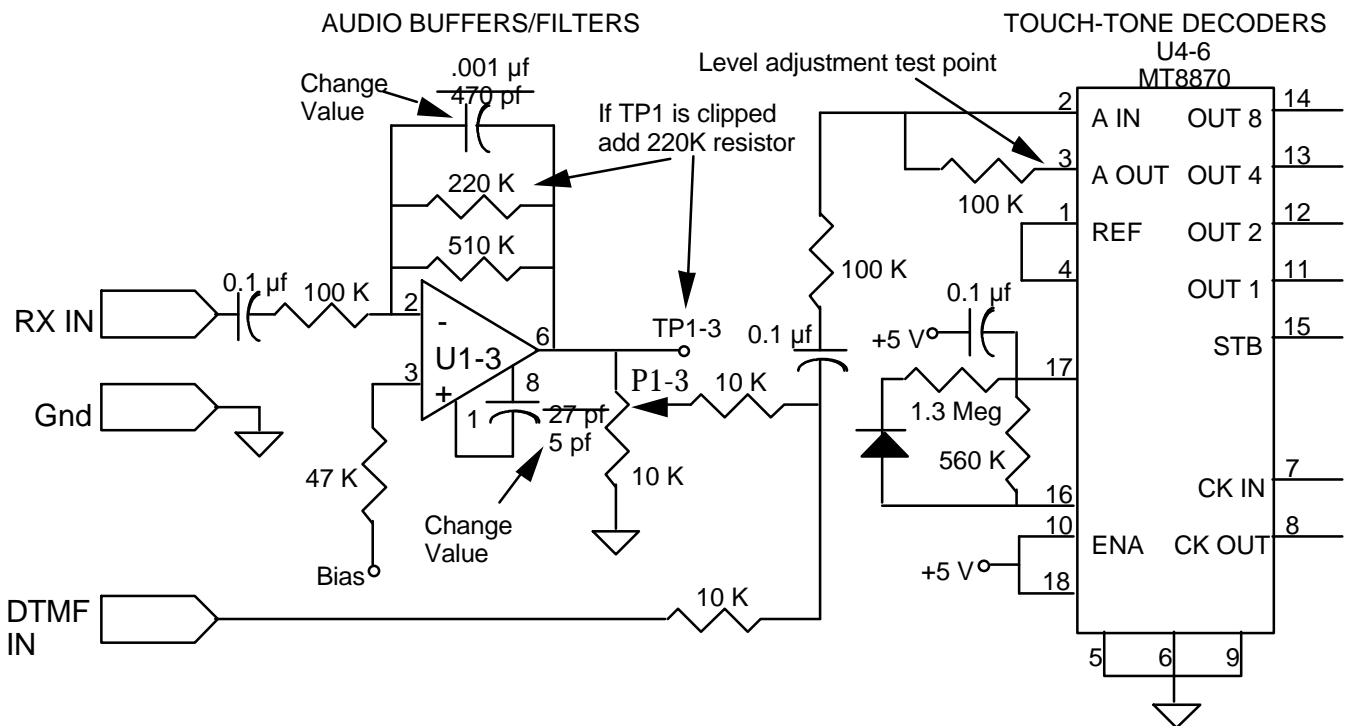 AUDIO BUFFERS/FILTERS
TOUCH-TONE DECODERS
U4-6
MT8870
Level adjustment test point
.001 µf
470 pf
Change
Value
If TP1 is clipped
add 220K resistor
220 K
510 K
0.1 µf
100 K
RX IN
Gnd
2
-
3
+
U1-3
6
8
1
27 pf
5 pf
Change
Value
47 K
Bias
TP1-3
P1-3
10 K
10 K
DTMF
IN
10 K
0.1 µf
100 K
100 K
2
A IN
3
A OUT
1
REF
4
0.1 µf
+5 V
17
1.3 Meg
560 K
16
10
ENA
+5 V
18
OUT 8
14
OUT 4
13
OUT 2
12
OUT 1
11
STB
15
CK IN
7
CK OUT
8
5
6
9